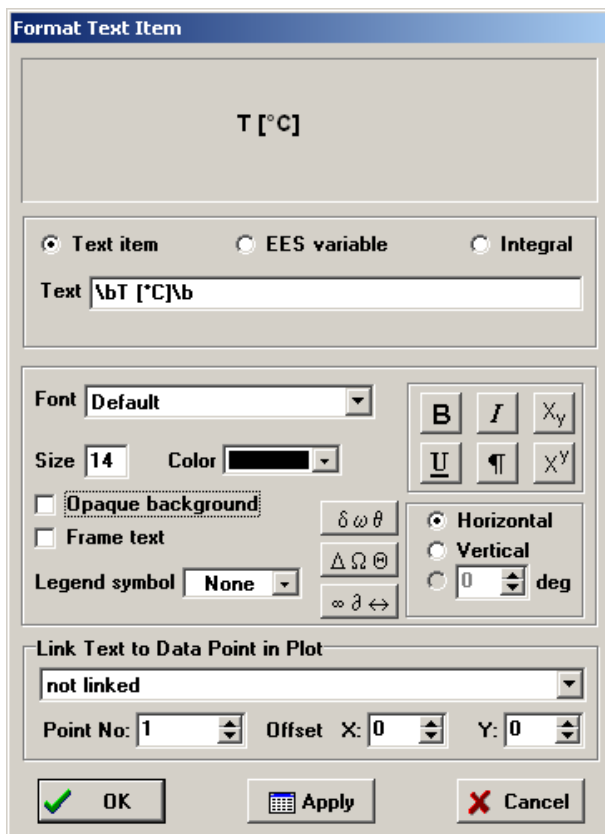 Format Text Item
T [°C]
Text item EES variable Integral
Text \bT [*C]\b
Font Default
B I Xy
Size 14 Color
U ¶ Xy
Opaque background
δ ω θ
Horizontal
Frame text
Vertical
Δ Ω Θ
Legend symbol None
0 deg
∞ ∂ ↔
Link Text to Data Point in Plot
not linked
Point No: 1 Offset X: 0 Y: 0
OK Apply Cancel